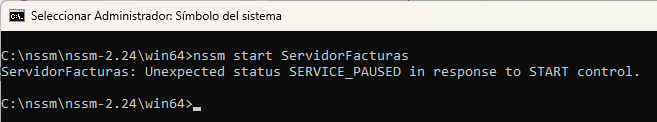 Seleccionar Administrador: Símbolo del sistema
C:\nssm\nssm-2.24\win64>nssm start ServidorFacturas
ServidorFacturas: Unexpected status SERVICE_PAUSED in response to START control.
C:\nssm\nssm-2.24\win64>